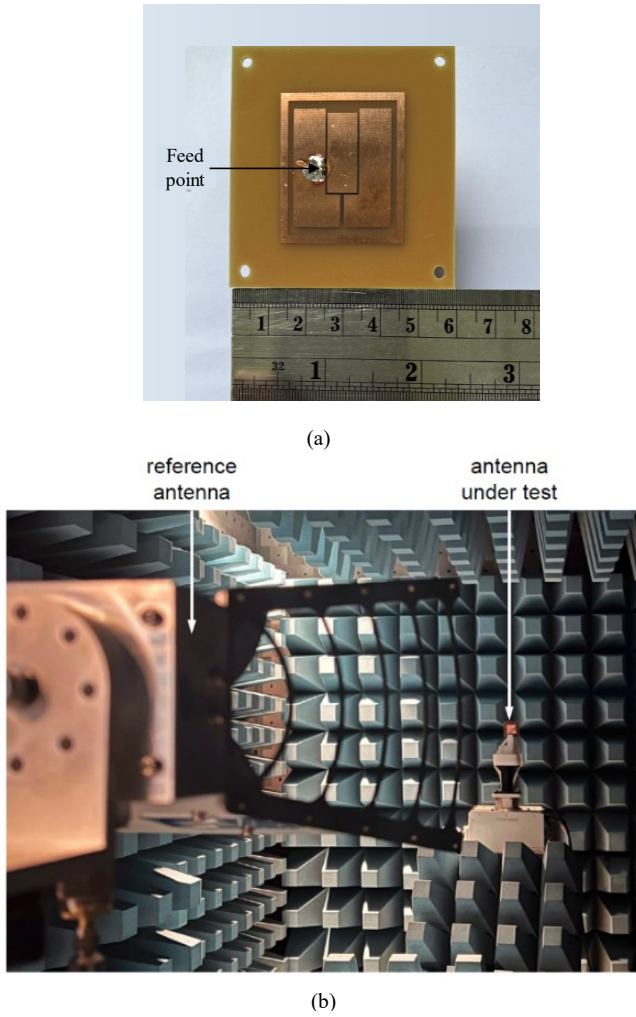 Feed
point
1 2 3 4 5 6 7 8
32 1 2 3
(a)
reference
antenna
antenna
under test
(b)